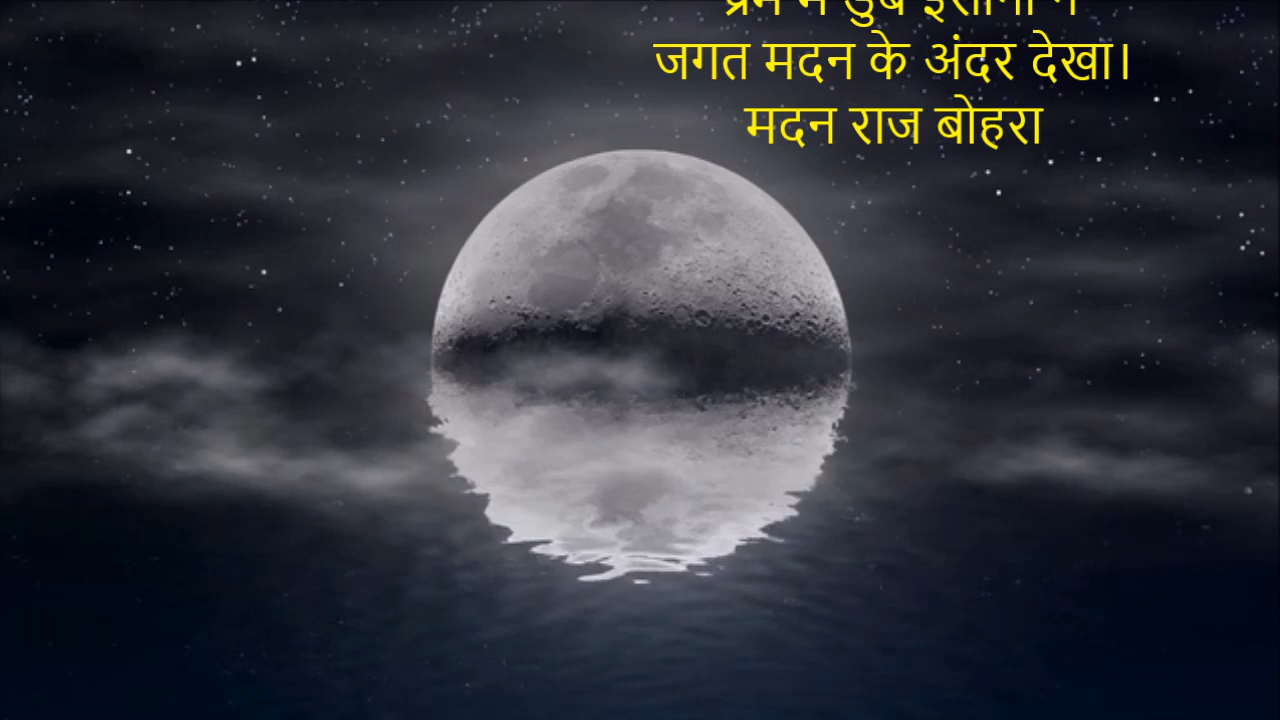 प्रेम में डुबे इंसानों ने
जगत मदन के अंदर देखा।
मदन राज बोहरा